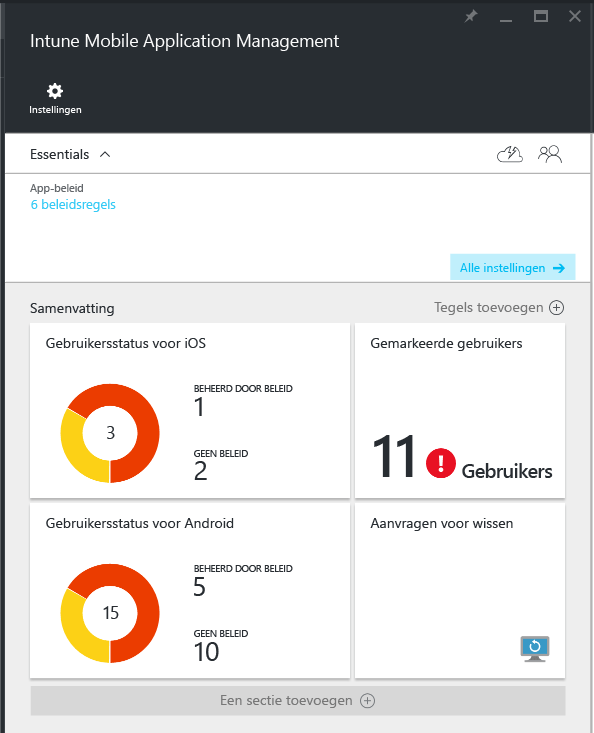 Intune Mobile Application Management
Instellingen
Essentials
App-beleid
6 beleidsregels
Alle instellingen
Samenvatting
Tegels toevoegen
Gebruikersstatus voor iOS
3
BEHEERD DOOR BELEID
1
GEEN BELEID
2
Gemarkeerde gebruikers
11 Gebruikers
Gebruikersstatus voor Android
15
BEHEERD DOOR BELEID
5
GEEN BELEID
10
Aanvragen voor wissen
Een sectie toevoegen